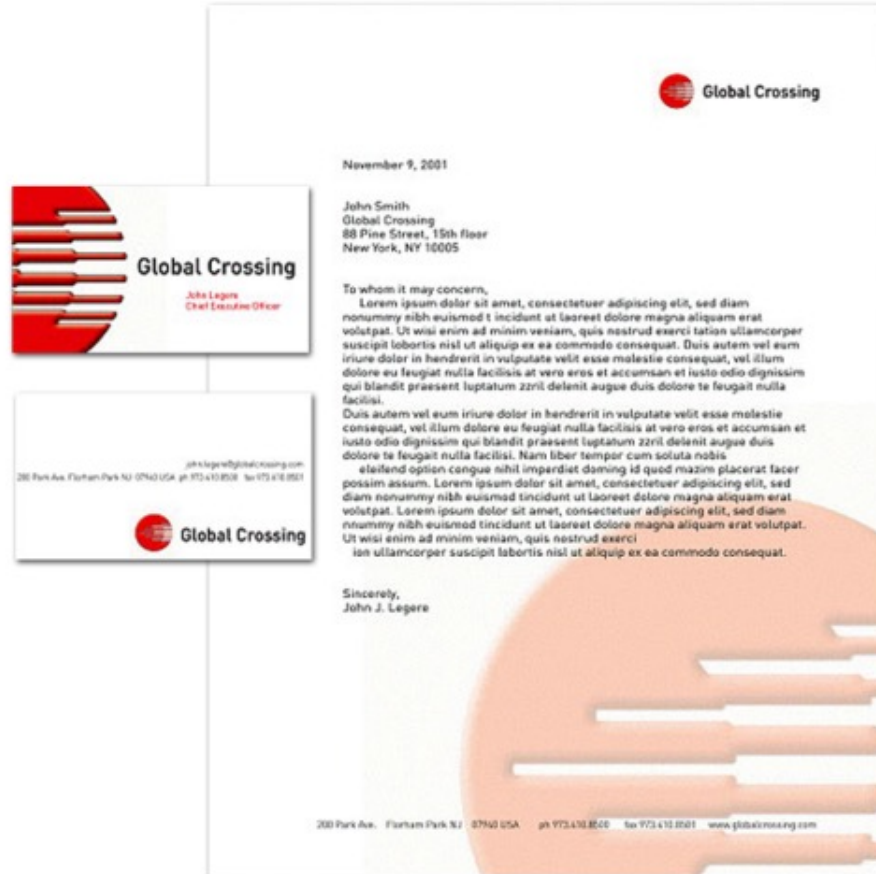 Global Crossing
November 9, 2001
John Smith
Global Crossing
88 Pine Street, 15th floor
New York, NY 10005
To whom it may concern,
Lorem ipsum dolor sit amet, consectetuer adipiscing elit, sed diam
nonummy nibh euismod t incidunt ut laoreet dolore magna aliquam erat
volutpat. Ut wisi enim ad minim veniam, quis nostrud exerci tation ullamcorper
suscipit lobortis nisl ut aliquip ex ea commodo consequat. Duis autem vel eum
iriure dolor in hendrerit in vulputate velit esse molestie consequat, vel illum
dolore eu feugiat nulla facilisis at vero eros et accumsan et iusto odio dignissim
qui blandit praesent luptatum zzril delenit augue duis dolore te feugait nulla
facilisi.
Duis autem vel eum iriure dolor in hendrerit in vulputate velit esse molestie
consequat, vel illum dolore eu feugiat nulla facilisis at vero eros et accumsan et
iusto odio dignissim qui blandit praesent luptatum zzril delenit augue duis
dolore te feugait nulla facilisi. Nam liber tempor cum soluta nobis
eleifend option congue nihil imperdiet doming id quod mazim placerat facer
possim assum. Lorem ipsum dolor sit amet, consectetuer adipiscing elit, sed
diam nonummy nibh euismod tincidunt ut laoreet dolore magna aliquam erat
volutpat. Lorem ipsum dolor sit amet, consectetuer adipiscing elit, sed diam
nnummy nibh euismod tincidunt ut laoreet dolore magna aliquam erat volutpat.
Ut wisi enim ad minim veniam, quis nostrud exerci
ion ullamcorper suscipit lobortis nisl ut aliquip ex ea commodo consequat.
Sincerely,
John J. Legere
200 Park Ave. Florham Park NJ 07940 USA ph 973.410.8500 fax 973.410.8501 www.globalcrossing.com
Global Crossing
John Legere
Chief Executive Officer
john.legere@globalcrossing.com
200 Park Ave. Florham Park NJ 07940 USA ph 973.410.8500 fax 973.410.8501
Global Crossing